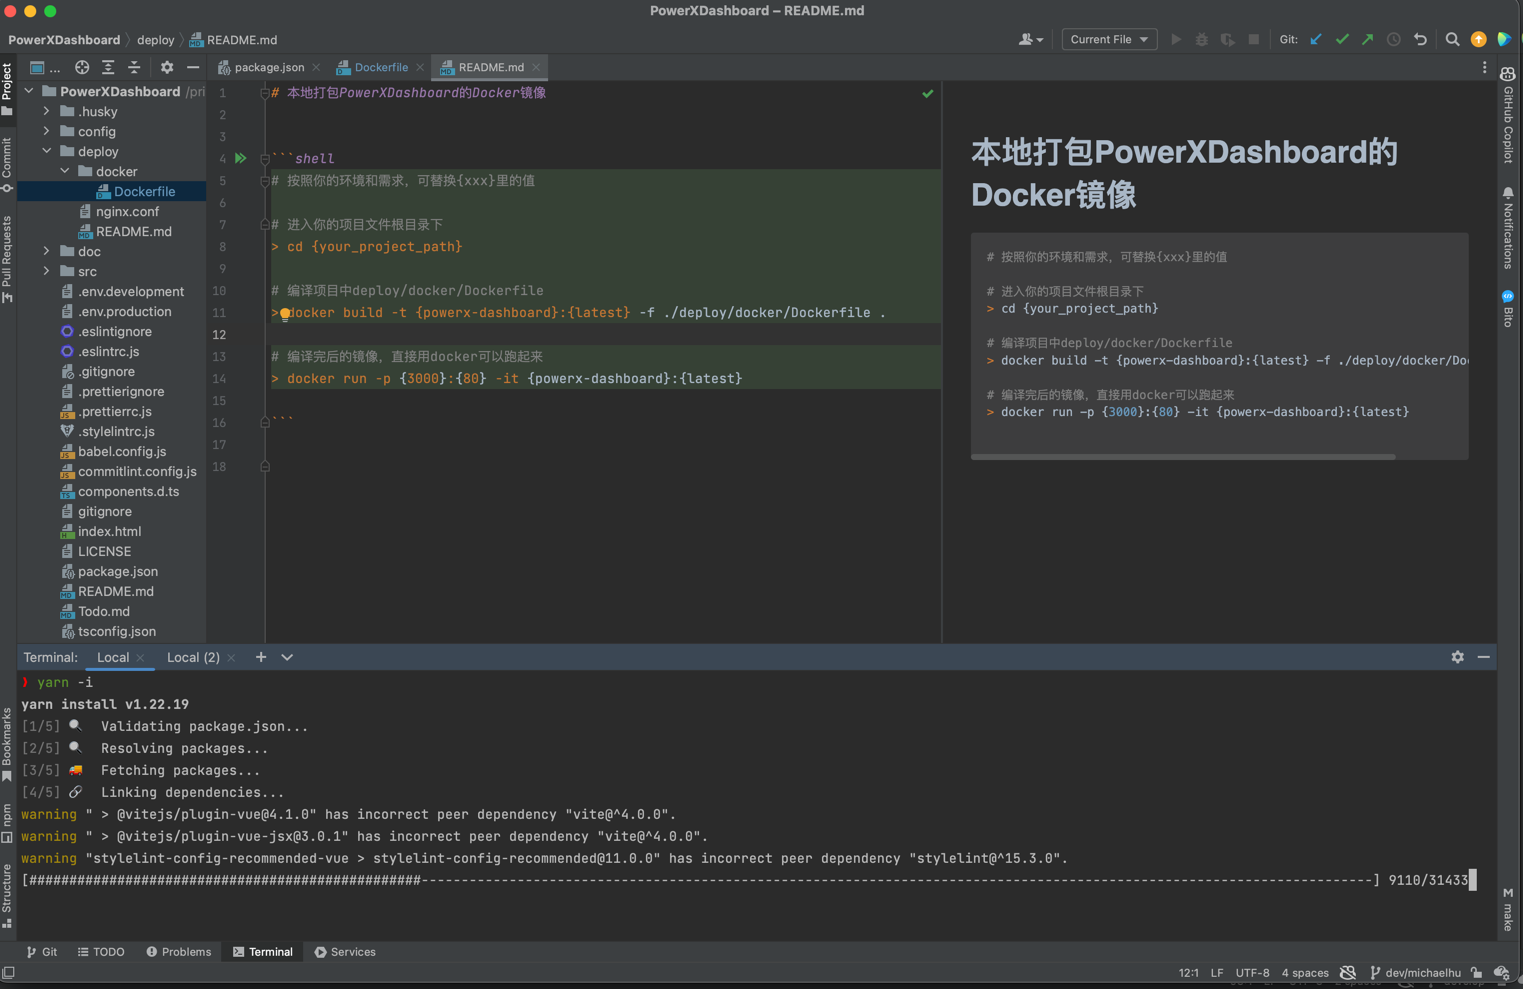 PowerXDashboard – README.md
PowerXDashboard
deploy
README.md
Current File
Git:
Project
...
package.json
Dockerfile
README.md
PowerXDashboard /pri
.husky
config
deploy
docker
Dockerfile
nginx.conf
README.md
doc
src
.env.development
.env.production
.eslintignore
.eslintrc.js
.gitignore
.prettierignore
.prettierrc.js
.stylelintrc.js
babel.config.js
commitlint.config.js
components.d.ts
gitignore
index.html
LICENSE
package.json
README.md
Todo.md
tsconfig.json
Commit
Pull Requests
Bookmarks
npm
Structure
1 # 本地打包PowerXDashboard的Docker镜像
2
3
4 ```shell
5 # 按照你的环境和需求，可替换{xxx}里的值
6
7 # 进入你的项目文件根目录下
8 > cd {your_project_path}
9
10 # 编译项目中deploy/docker/Dockerfile
11 > docker build -t {powerx-dashboard}:{latest} -f ./deploy/docker/Dockerfile .
12
13 # 编译完后的镜像，直接用docker可以跑起来
14 > docker run -p {3000}:{80} -it {powerx-dashboard}:{latest}
15
16 ```
17
18
本地打包PowerXDashboard的
Docker镜像
# 按照你的环境和需求，可替换{xxx}里的值
# 进入你的项目文件根目录下
> cd {your_project_path}
# 编译项目中deploy/docker/Dockerfile
> docker build -t {powerx-dashboard}:{latest} -f ./deploy/docker/Do
# 编译完后的镜像，直接用docker可以跑起来
> docker run -p {3000}:{80} -it {powerx-dashboard}:{latest}
GitHub Copilot
Notifications
Bito
M make
Terminal:
Local
Local (2)
❯ yarn -i
yarn install v1.22.19
[1/5] Validating package.json...
[2/5] Resolving packages...
[3/5] Fetching packages...
[4/5] Linking dependencies...
warning " > @vitejs/plugin-vue@4.1.0" has incorrect peer dependency "vite@^4.0.0".
warning " > @vitejs/plugin-vue-jsx@3.0.1" has incorrect peer dependency "vite@^4.0.0".
warning "stylelint-config-recommended-vue > stylelint-config-recommended@11.0.0" has incorrect peer dependency "stylelint@^15.3.0".
[#################################################-----------------------------------------------------------------------------------------------------------------------] 9110/31433
Git
TODO
Problems
Terminal
Services
12:1
LF
UTF-8
4 spaces
dev/michaelhu